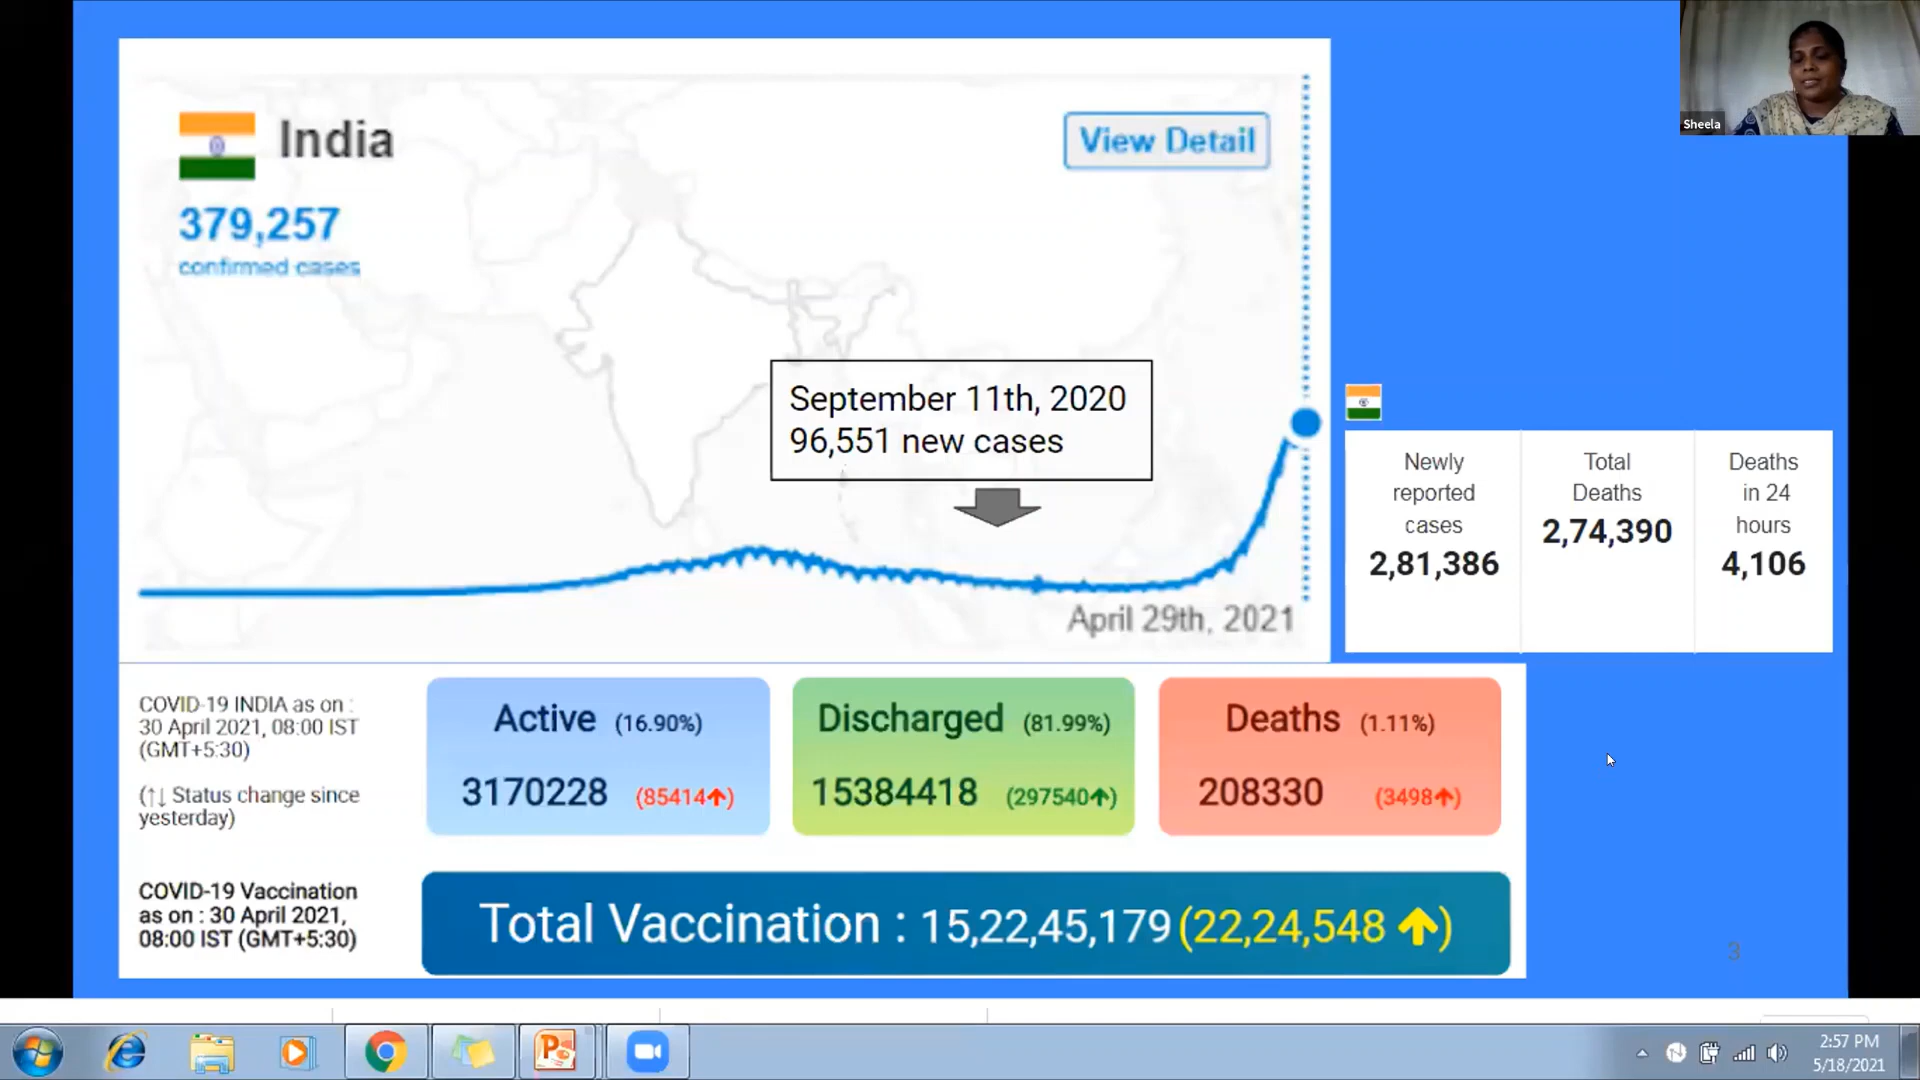 Sheela
India
View Detail
379,257
confirmed cases
September 11th, 2020
96,551 new cases
April 29th, 2021
Newly
reported
cases
2,81,386
Total
Deaths
2,74,390
Deaths
in 24
hours
4,106
COVID-19 INDIA as on :
30 April 2021, 08:00 IST
(GMT+5:30)
(↑↓ Status change since
yesterday)
Active (16.90%)
3170228 (85414↑)
Discharged (81.99%)
15384418 (297540↑)
Deaths (1.11%)
208330 (3498↑)
COVID-19 Vaccination
as on : 30 April 2021,
08:00 IST (GMT+5:30)
Total Vaccination : 15,22,45,179 (22,24,548 ↑)
3
2:57 PM
5/18/2021